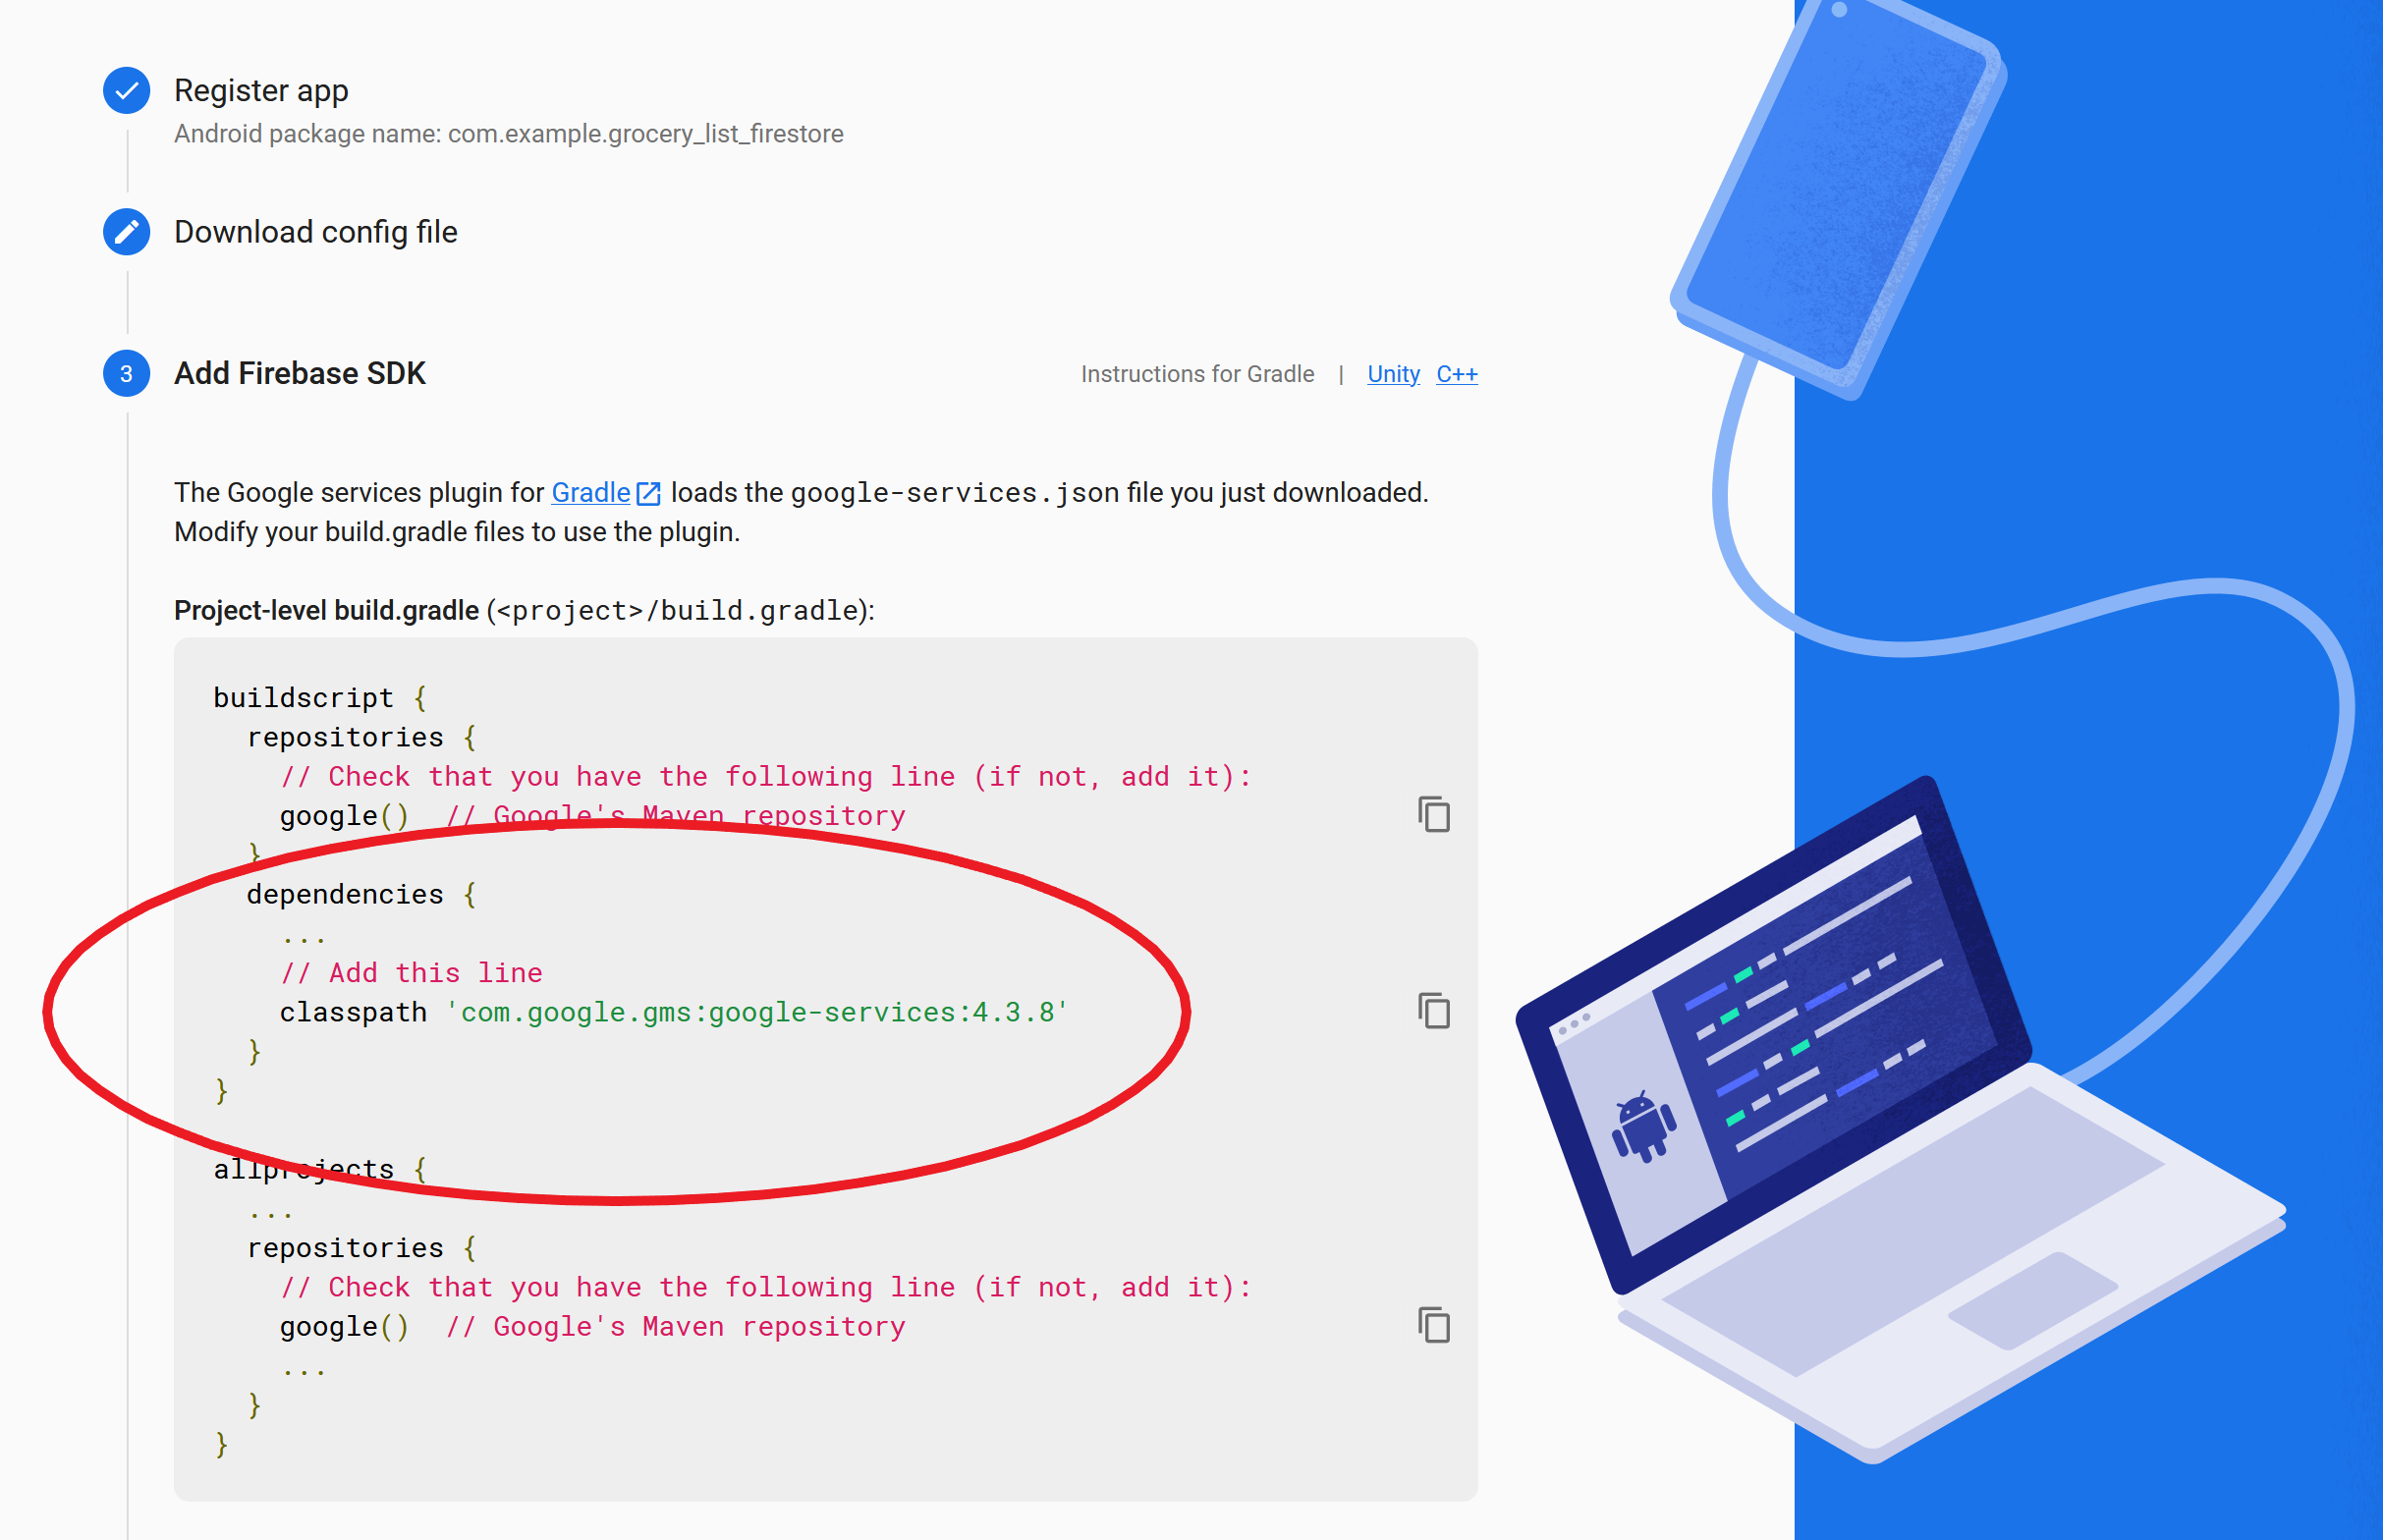 Register app
Android package name: com.example.grocery_list_firestore
Download config file
3 Add Firebase SDK Instructions for Gradle | Unity C++
The Google services plugin for Gradle loads the google-services.json file you just downloaded.
Modify your build.gradle files to use the plugin.
Project-level build.gradle (<project>/build.gradle):
buildscript {
  repositories {
    // Check that you have the following line (if not, add it):
    google()  // Google's Maven repository
  }
  dependencies {
    ...
    // Add this line
    classpath 'com.google.gms:google-services:4.3.8'
  }
}
allprojects {
  ...
  repositories {
    // Check that you have the following line (if not, add it):
    google()  // Google's Maven repository
    ...
  }
}